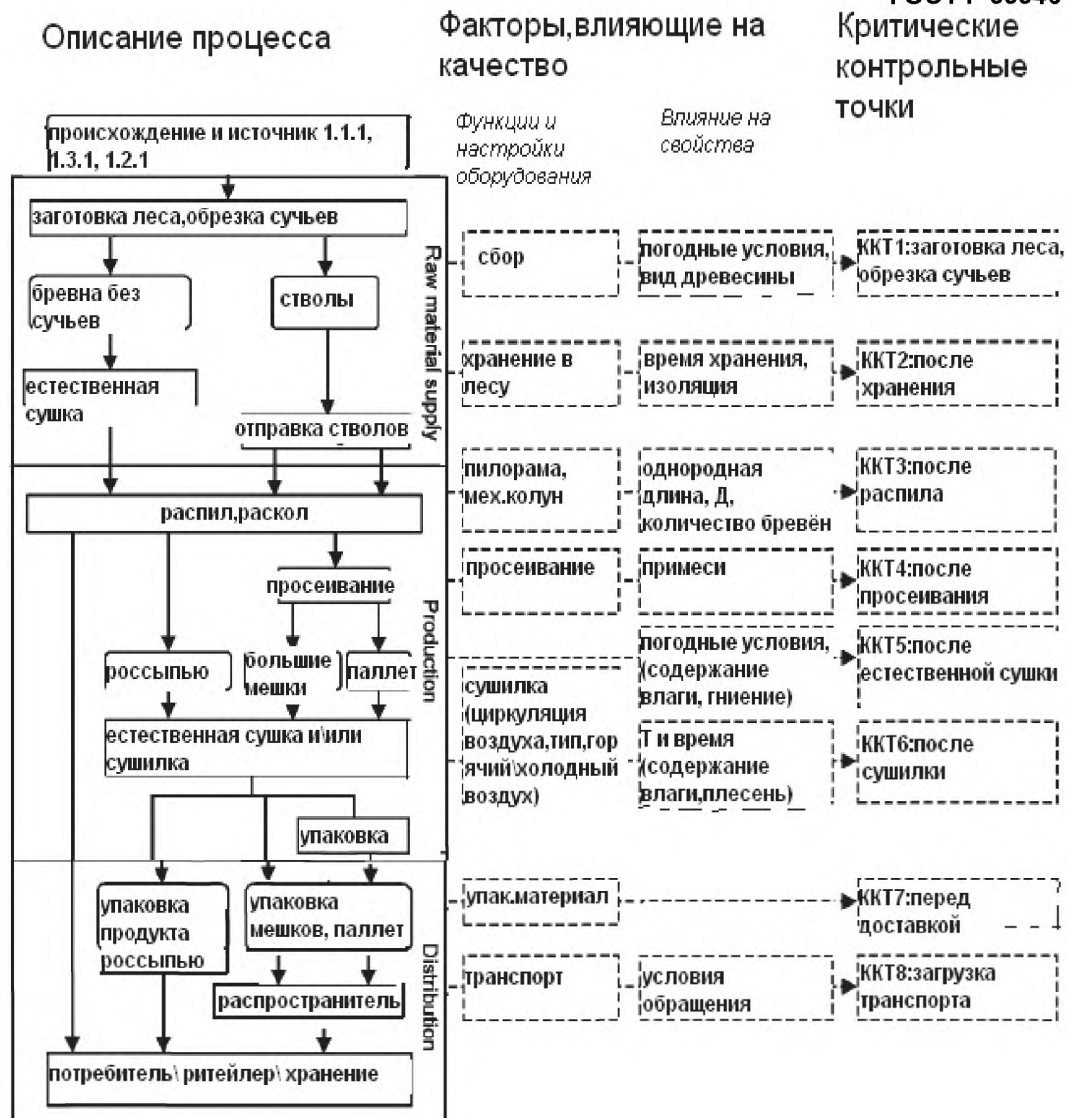 Описание процесса
Факторы,влияющие на
качество
Критические
контрольные
точки
Функции и
настройки
оборудования
Влияние на
свойства
происхождение и источник 1.1.1,
1.3.1, 1.2.1
Raw material supply
заготовка леса,обрезка сучьев
бревна без
сучьев
стволы
естественная
сушка
отправка стволов
сбор
погодные условия,
вид древесины
ККТ1:заготовка леса,
обрезка сучьев
хранение в
лесу
время хранения,
изоляция
ККТ2:после
хранения
Production
распил,раскол
просеивание
россыпью
большие
мешки
паллет
естественная сушка и\или
сушилка
упаковка
пилорама,
мех.колун
однородная
длина, Д,
количество бревён
ККТ3:после
распила
просеивание
примеси
ККТ4:после
просеивания
погодные условия,
(содержание
влаги, гниение)
ККТ5:после
естественной сушки
сушилка
(циркуляция
воздуха,тип,гор
ячий\холодный
воздух)
Т и время
(содержание
влаги,плесень)
ККТ6:после
сушилки
Distribution
упаковка
продукта
россыпью
упаковка
мешков, паллет
распространитель
потребитель\ ритейлер\ хранение
упак.материал
ККТ7:перед
доставкой
транспорт
условия
обращения
ККТ8:загрузка
транспорта